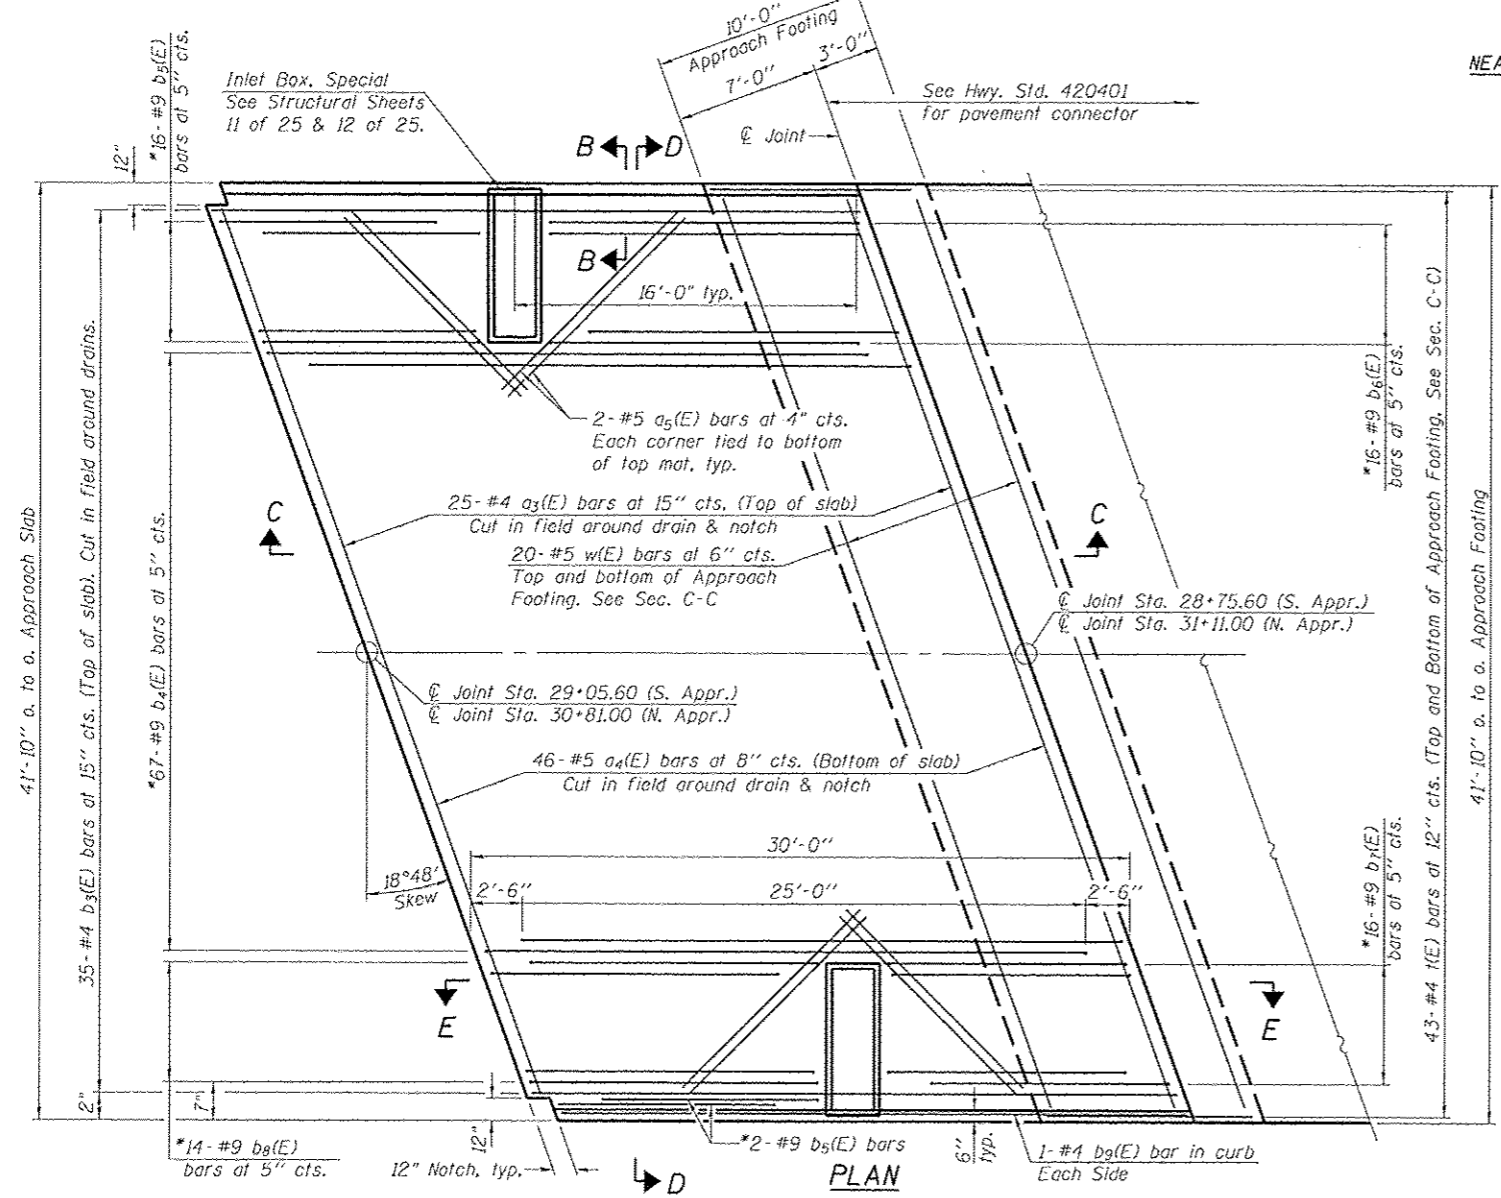 10'-0"
Approach Footing
7'-0"
3'-0"
NEA
Inlet Box, Special
See Structural Sheets
11 of 25 & 12 of 25.
See Hwy. Std. 420401
for pavement connector
℄ Joint
B
D
B
12"
*16-#9 b5(E)
bars at 5" cts.
16'-0" typ.
2-#5 a5(E) bars at 4" cts.
Each corner tied to bottom
of top mat, typ.
25-#4 a3(E) bars at 15" cts. (Top of slab)
Cut in field around drain & notch
20-#5 w(E) bars at 6" cts.
Top and bottom of Approach
Footing. See Sec. C-C
C
C
℄ Joint Sta. 28+75.60 (S. Appr.)
℄ Joint Sta. 31+11.00 (N. Appr.)
℄ Joint Sta. 29+05.60 (S. Appr.)
℄ Joint Sta. 30+81.00 (N. Appr.)
46-#5 a4(E) bars at 8" cts. (Bottom of slab)
Cut in field around drain & notch
41'-10" o. to o. Approach Slab
35-#4 b3(E) bars at 15" cts. (Top of slab). Cut in field around drains.
*67-#9 b4(E) bars at 5" cts.
*16-#9 b6(E)
bars at 5" cts.
*16-#9 b7(E)
bars at 5" cts.
43-#4 t(E) bars at 12" cts. (Top and Bottom of Approach Footing. See Sec. C-C)
41'-10" o. to o. Approach Footing
18°48'
Skew
30'-0"
2'-6"
25'-0"
2'-6"
E
E
2"
7"
*14-#9 b8(E)
bars at 5" cts.
12"
12" Notch, typ.
D
*2-#9 b5(E) bars
PLAN
6"
typ.
1-#4 b9(E) bar in curb
Each Side